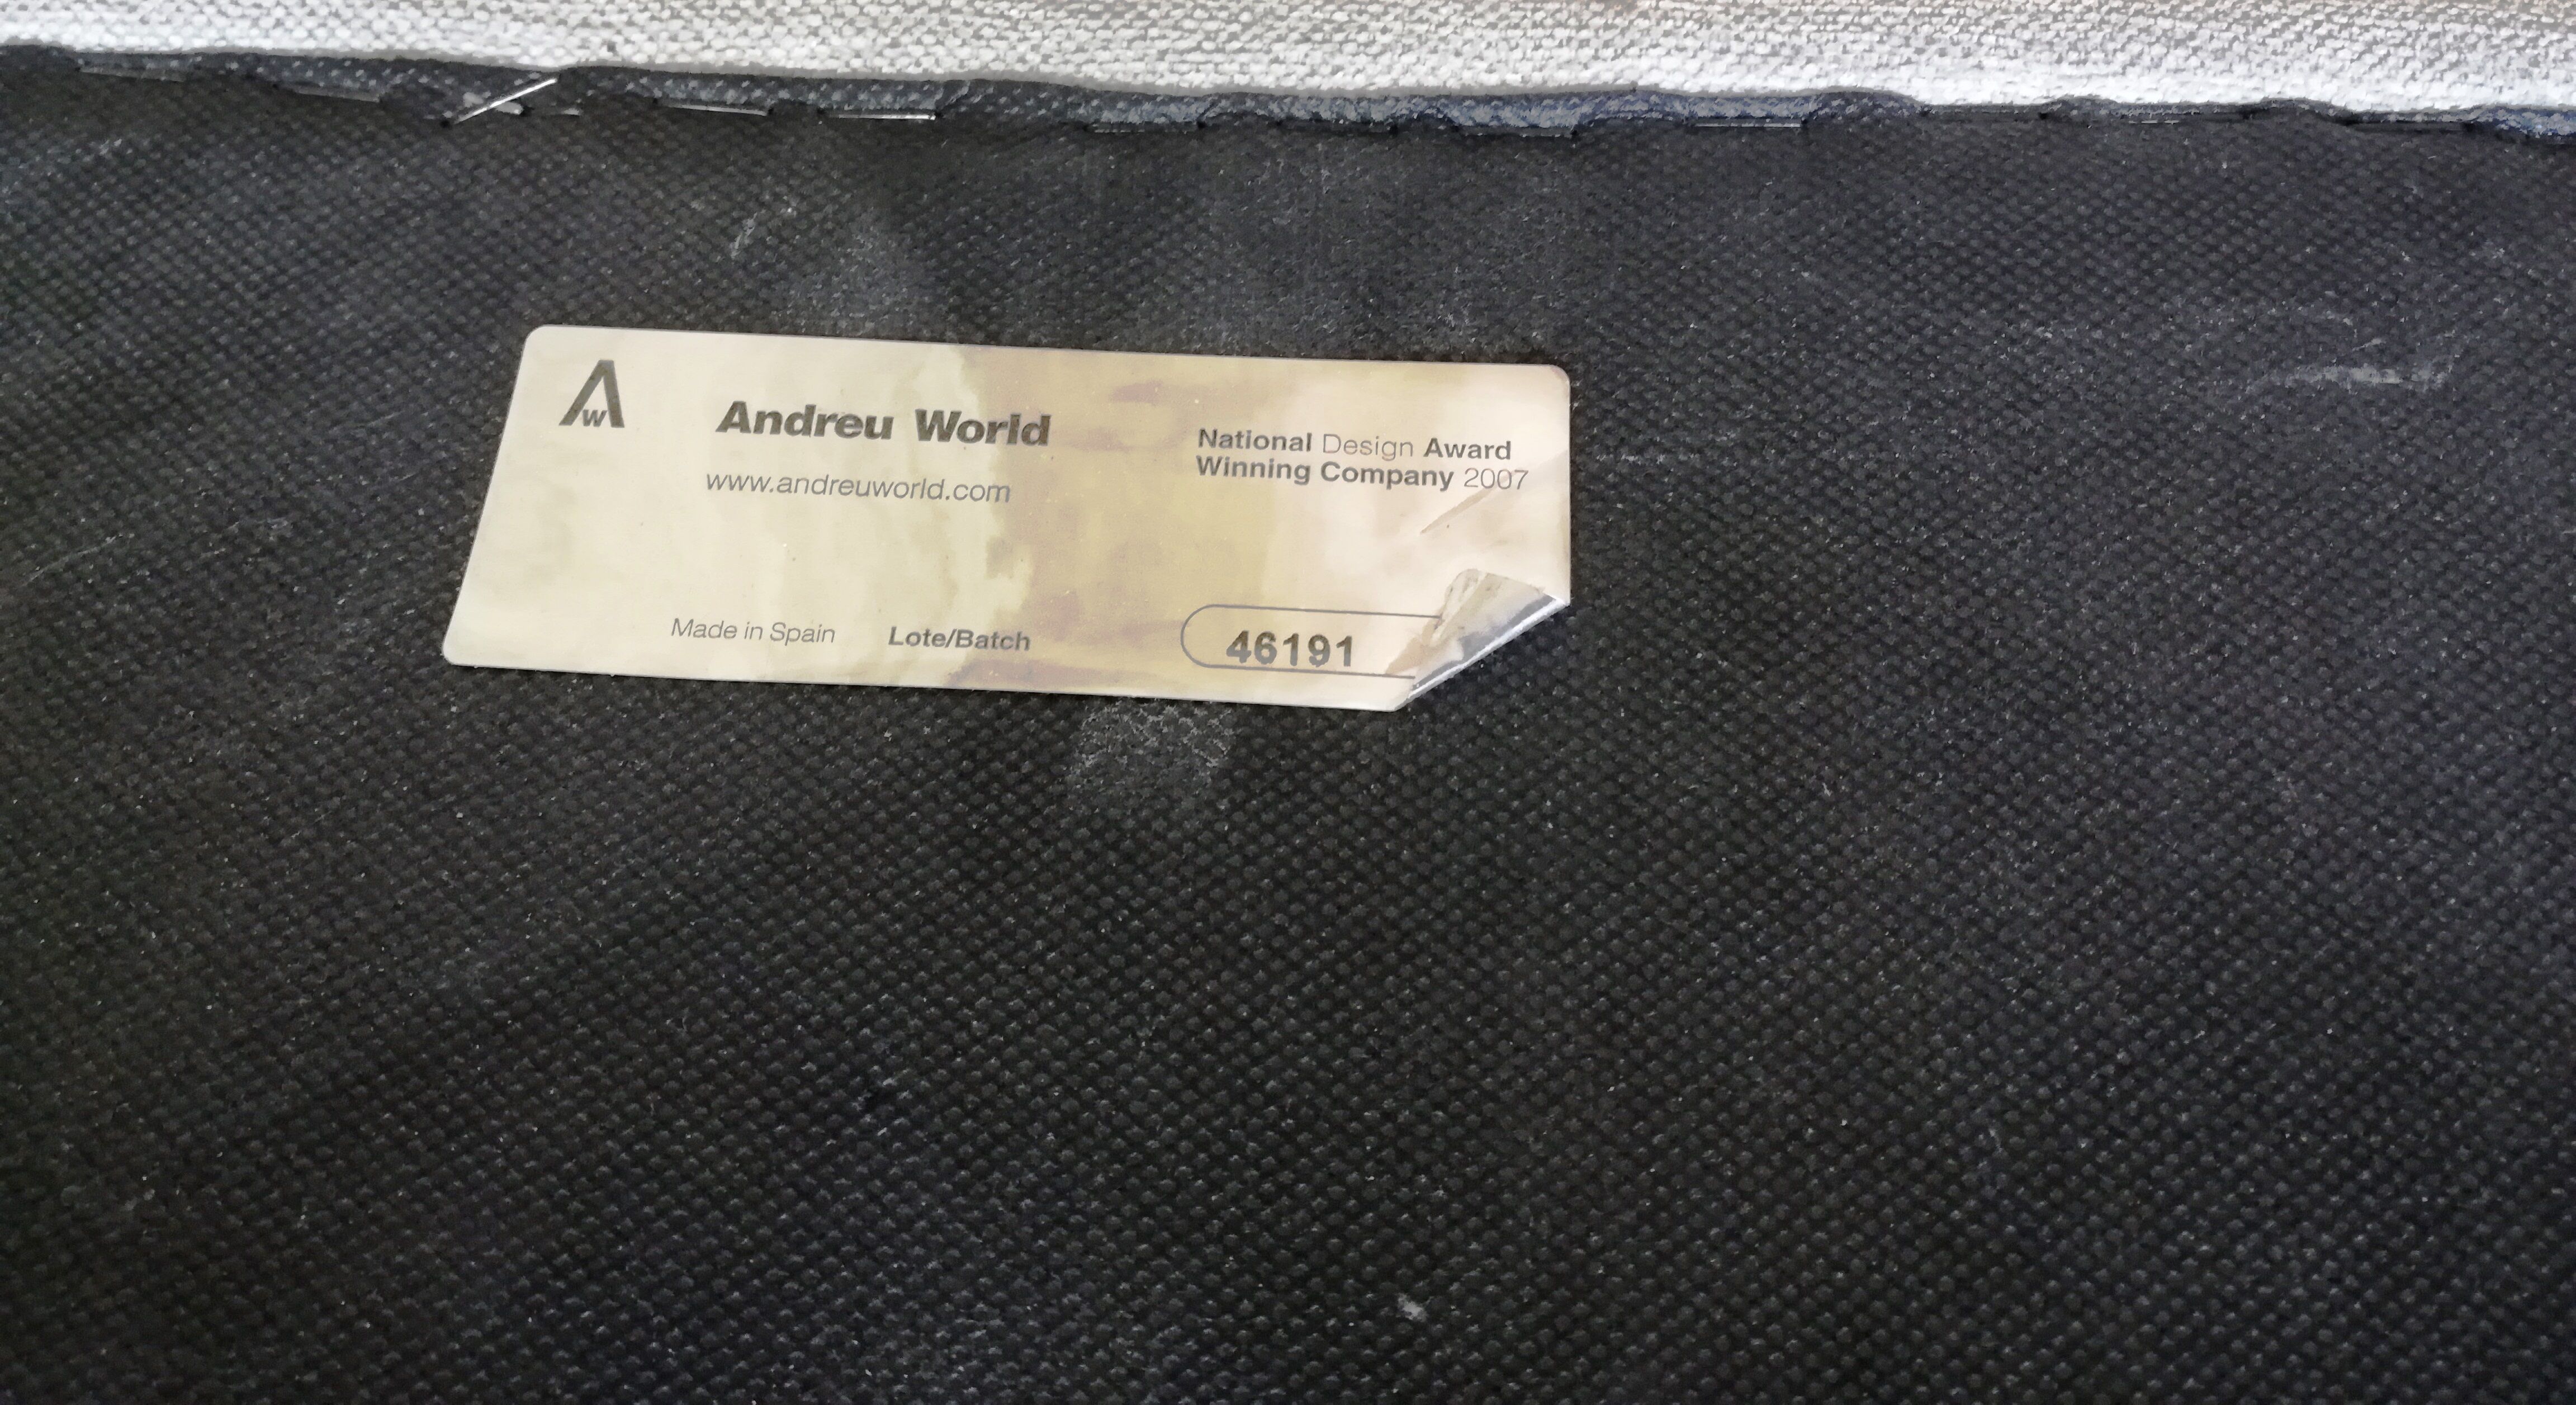 AW
Andreu World
www.andreuworld.com
National Design Award
Winning Company 2007
Made in Spain
Lote/Batch
46191